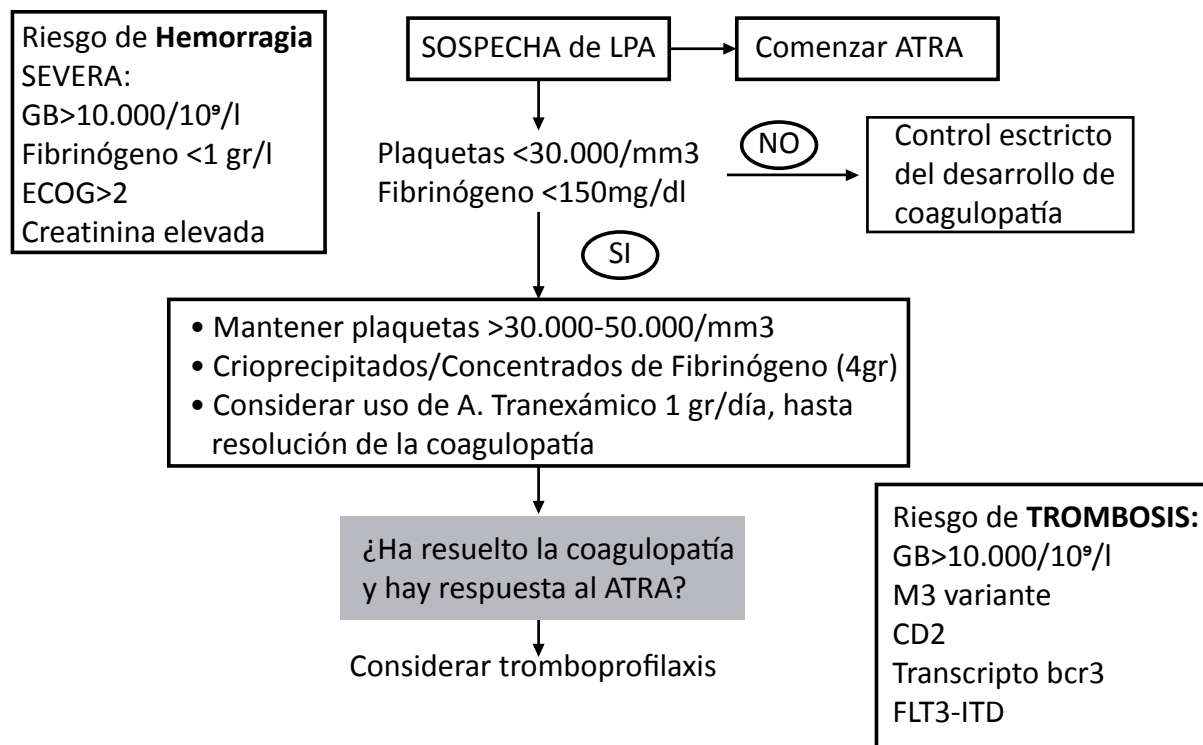 Riesgo de Hemorragia
SEVERA:
GB>10.000/10⁹/l
Fibrinógeno <1 gr/l
ECOG>2
Creatinina elevada
SOSPECHA de LPA
Comenzar ATRA
Plaquetas <30.000/mm3
Fibrinógeno <150mg/dl
NO
Control esctricto
del desarrollo de
coagulopatía
SI
• Mantener plaquetas >30.000-50.000/mm3
• Crioprecipitados/Concentrados de Fibrinógeno (4gr)
• Considerar uso de A. Tranexámico 1 gr/día, hasta
resolución de la coagulopatía
¿Ha resuelto la coagulopatía
y hay respuesta al ATRA?
Considerar tromboprofilaxis
Riesgo de TROMBOSIS:
GB>10.000/10⁹/l
M3 variante
CD2
Transcripto bcr3
FLT3-ITD